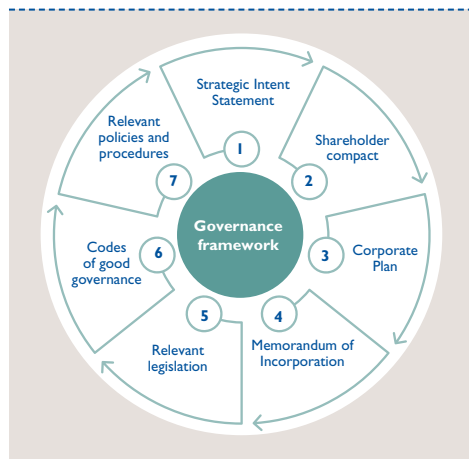 Governance
framework
1
Strategic Intent
Statement
2
Shareholder
compact
3
Corporate
Plan
4
Memorandum of
Incorporation
5
Relevant
legislation
6
Codes
of good
governance
7
Relevant
policies and
procedures